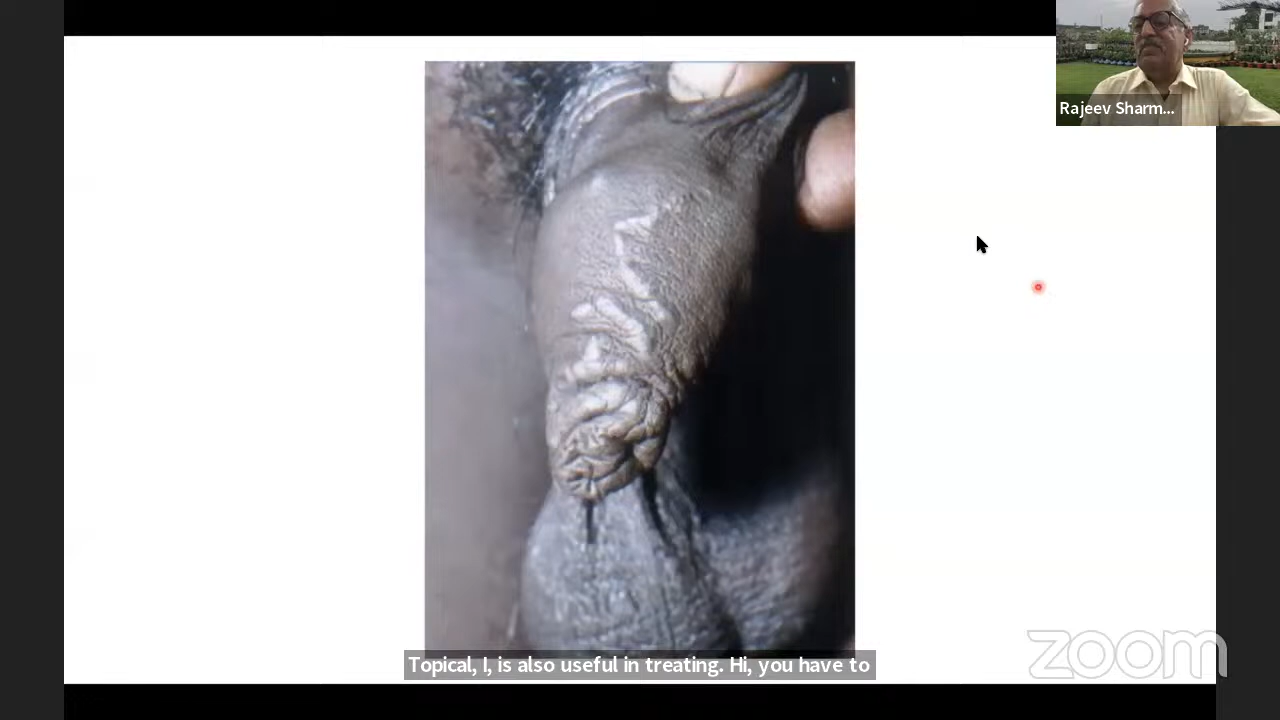 Rajeev Sharm...
Topical, I, is also useful in treating. Hi, you have to
zoom